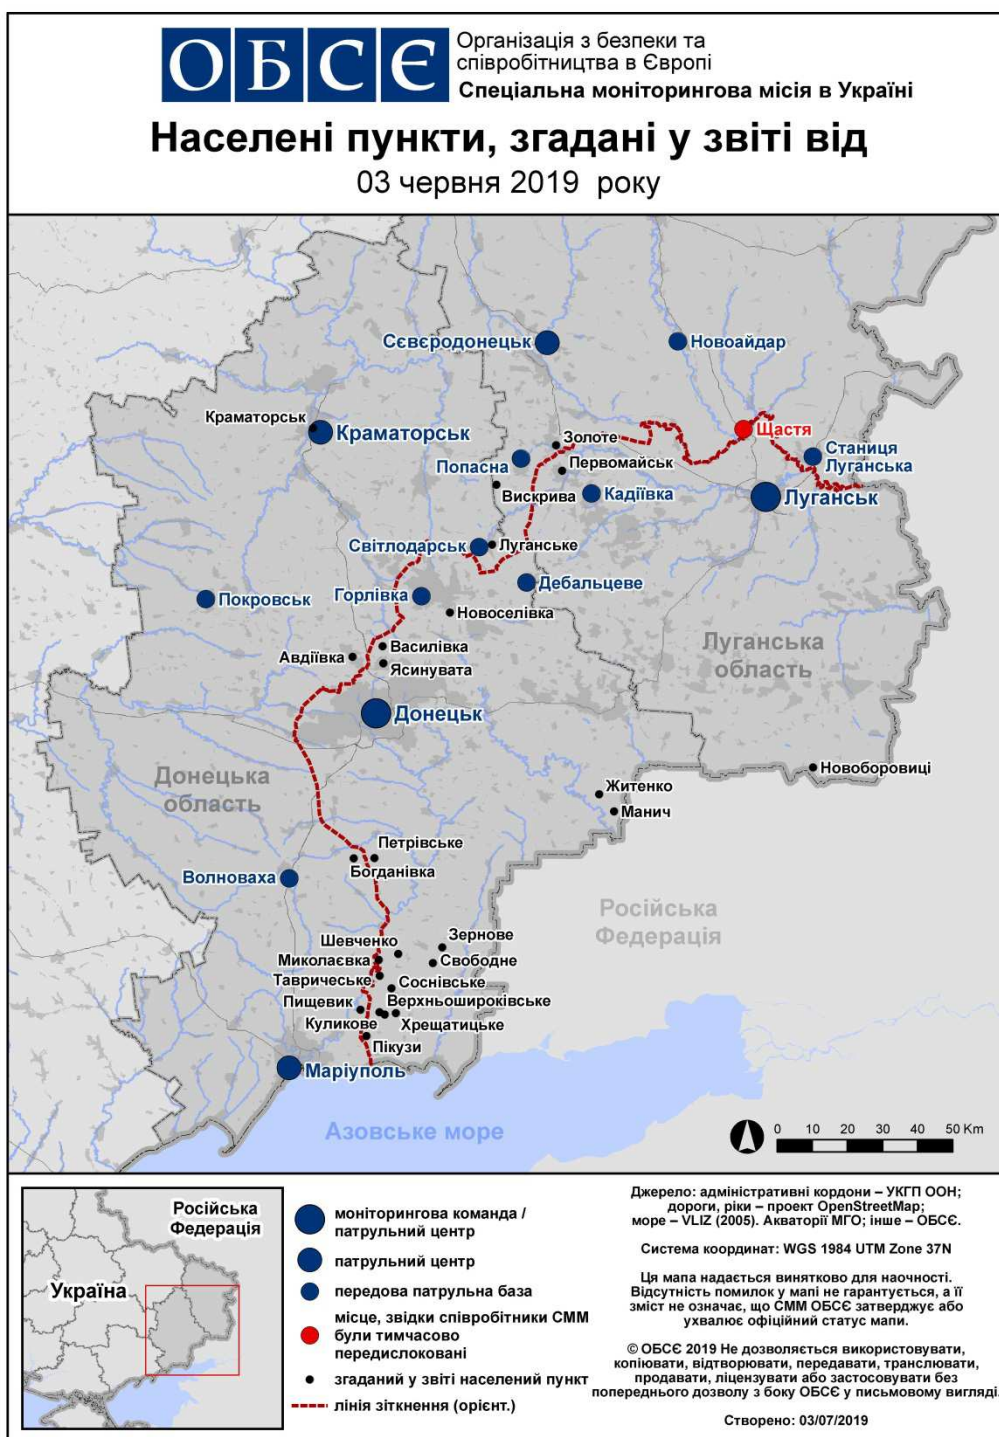 ОБСЄ
Організація з безпеки та
співробітництва в Європі
Спеціальна моніторингова місія в Україні
Населені пункти, згадані у звіті від
03 червня 2019 року
Сєвєродонецьк
Новоайдар
Краматорськ
Краматорськ
Щастя
Золоте
Станиця
Луганська
Попасна
Первомайськ
Вискрива
Кадіївка
Луганськ
Світлодарськ
Луганське
Дебальцеве
Покровськ
Горлівка
Новоселівка
Василівка
Авдіївка
Ясинувата
Луганська
область
Донецьк
Донецька
область
Новоборовиці
Житенко
Манич
Петрівське
Богданівка
Волноваха
Російська
Федерація
Зернове
Шевченко
Миколаєвка
Свободне
Тавричеське
Соснівське
Пищевик
Верхньошироківське
Куликове
Хрещатицьке
Пікузи
Маріуполь
Азовське море
0 10 20 30 40 50 Km
Російська
Федерація
Україна
моніторингова команда /
патрульний центр
патрульний центр
передова патрульна база
місце, звідки співробітники СММ
були тимчасово
передислоковані
згаданий у звіті населений пункт
лінія зіткнення (орієнт.)
Джерело: адміністративні кордони – УКГП ООН;
дороги, ріки – проект OpenStreetMap;
море – VLIZ (2005). Акваторії МГО; інше – ОБСЄ.
Система координат: WGS 1984 UTM Zone 37N
Ця мапа надається винятково для наочності.
Відсутність помилок у мапі не гарантується, а її
зміст не означає, що СММ ОБСЄ затверджує або
ухвалює офіційний статус мапи.
© ОБСЄ 2019 Не дозволяється використовувати,
копіювати, відтворювати, передавати, транслювати,
продавати, ліцензувати або застосовувати без
попереднього дозволу з боку ОБСЄ у письмовому вигляді.
Створено: 03/07/2019